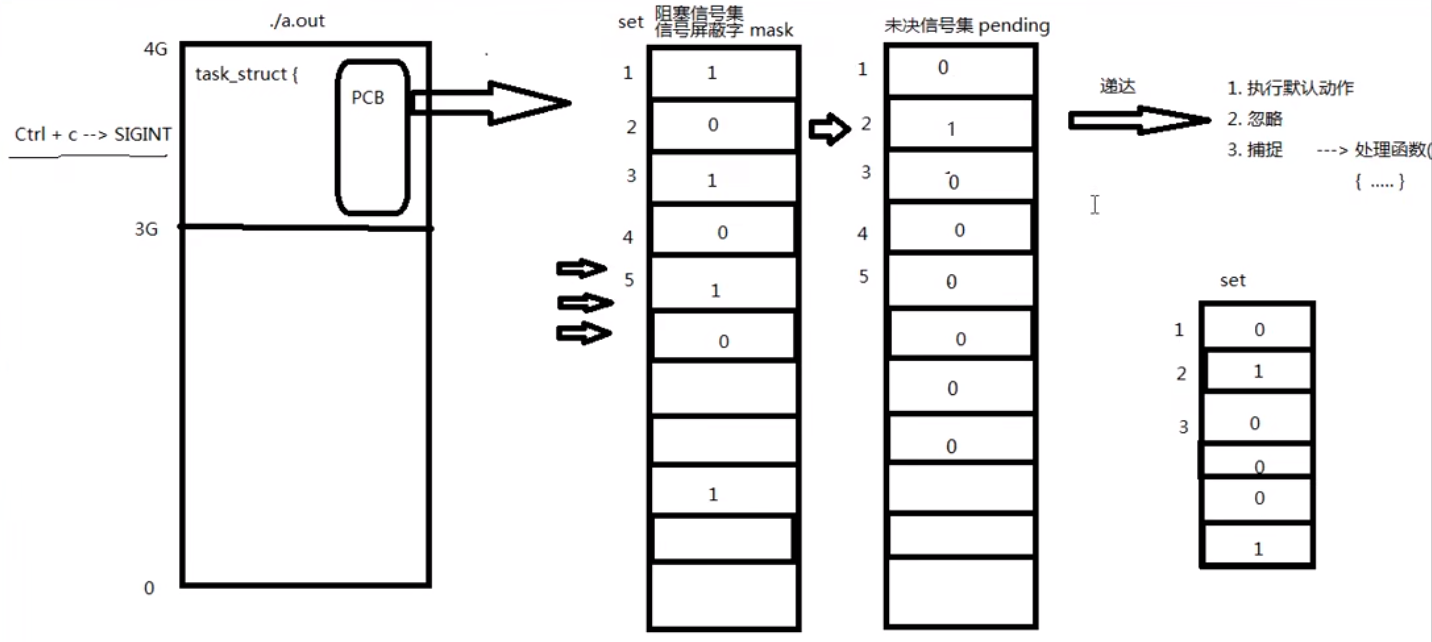 ./a.out
4G
task_struct {
PCB
Ctrl + c --> SIGINT
3G
0
set
阻塞信号集
信号屏蔽字 mask
1 1
2 0
3 1
4 0
5 1
0
1
未决信号集 pending
1 0
2 1
3 0
4 0
5 0
0
0
0
递达
1. 执行默认动作
2. 忽略
3. 捕捉 ---> 处理函数(
{ ..... }
set
1 0
2 1
3 0
0
0
1